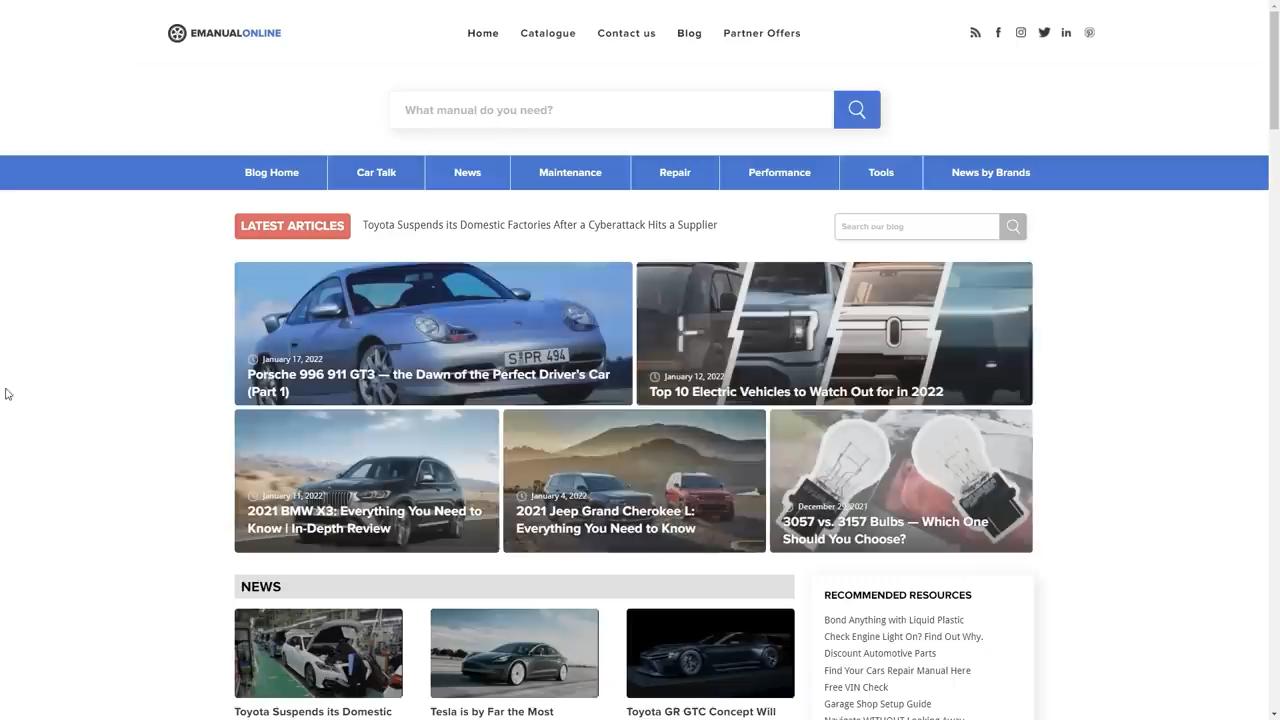 EMANUALONLINE
Home Catalogue Contact us Blog Partner Offers
What manual do you need?
Blog Home Car Talk News Maintenance Repair Performance Tools News by Brands
LATEST ARTICLES Toyota Suspends its Domestic Factories After a Cyberattack Hits a Supplier Search our blog
S PR 494
January 17, 2022
Porsche 996 911 GT3 — the Dawn of the Perfect Driver's Car
(Part 1)
January 12, 2022
Top 10 Electric Vehicles to Watch Out for in 2022
January 11, 2022
2021 BMW X3: Everything You Need to
Know | In-Depth Review
January 4, 2022
2021 Jeep Grand Cherokee L:
Everything You Need to Know
December 29, 2021
3057 vs. 3157 Bulbs — Which One
Should You Choose?
NEWS
Toyota Suspends its Domestic
Tesla is by Far the Most
Toyota GR GTC Concept Will
RECOMMENDED RESOURCES
Bond Anything with Liquid Plastic
Check Engine Light On? Find Out Why.
Discount Automotive Parts
Find Your Cars Repair Manual Here
Free VIN Check
Garage Shop Setup Guide
Navigate WITHOUT Looking Away